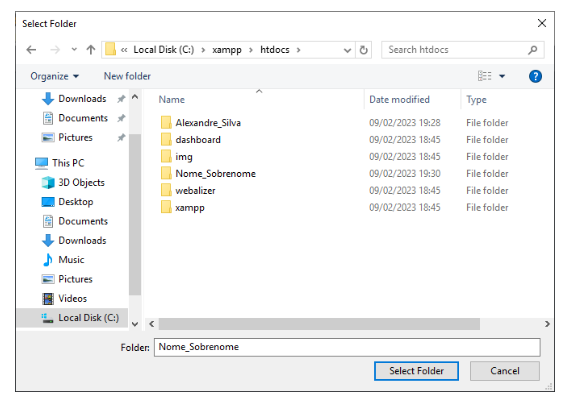 Select Folder
« Local Disk (C:) › xampp › htdocs ›
Search htdocs
Organize
New folder
Downloads
Documents
Pictures
This PC
3D Objects
Desktop
Documents
Downloads
Music
Pictures
Videos
Local Disk (C:)
Name Date modified Type
Alexandre_Silva 09/02/2023 19:28 File folder
dashboard 09/02/2023 18:45 File folder
img 09/02/2023 18:45 File folder
Nome_Sobrenome 09/02/2023 19:30 File folder
webalizer 09/02/2023 18:45 File folder
xampp 09/02/2023 18:45 File folder
Folder: Nome_Sobrenome
Select Folder
Cancel